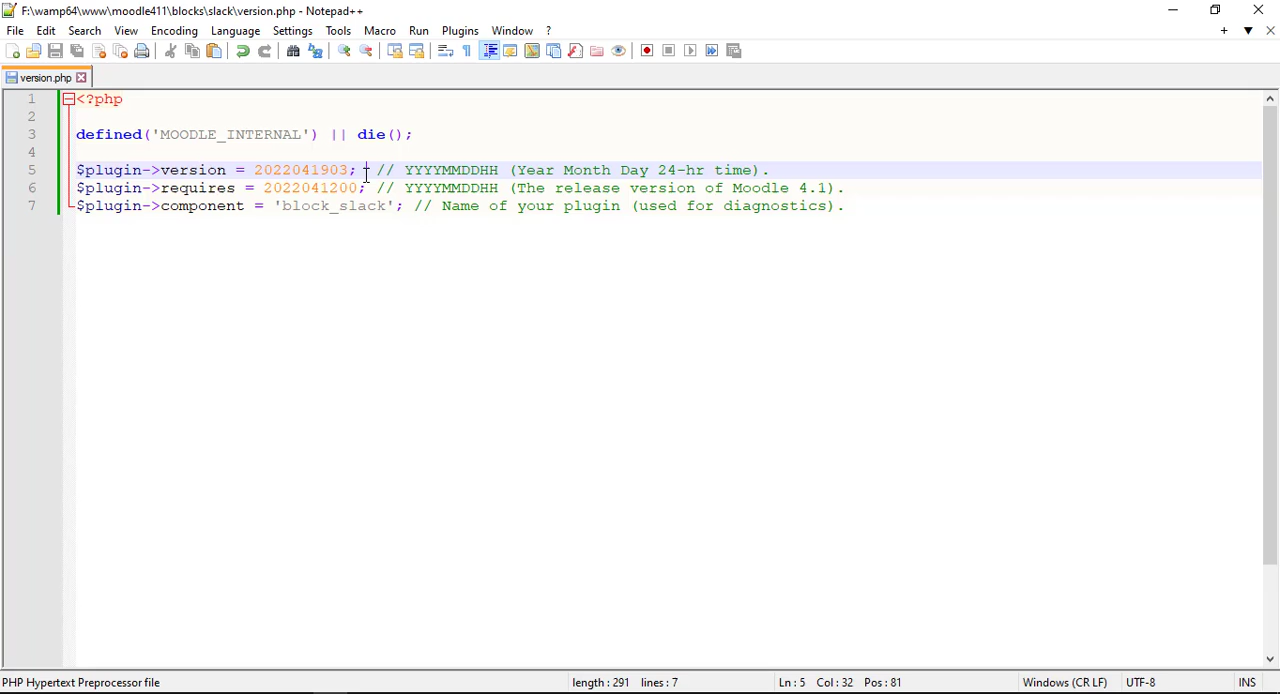 F:\wamp64\www\moodle411\blocks\slack\version.php - Notepad++
File Edit Search View Encoding Language Settings Tools Macro Run Plugins Window ?
version.php
1 <?php
2
3 defined('MOODLE_INTERNAL') || die();
4
5 $plugin->version = 2022041903; // YYYYMMDDHH (Year Month Day 24-hr time).
6 $plugin->requires = 2022041200; // YYYYMMDDHH (The release version of Moodle 4.1).
7 $plugin->component = 'block_slack'; // Name of your plugin (used for diagnostics).
PHP Hypertext Preprocessor file length : 291 lines : 7 Ln : 5 Col : 32 Pos : 81 Windows (CR LF) UTF-8 INS